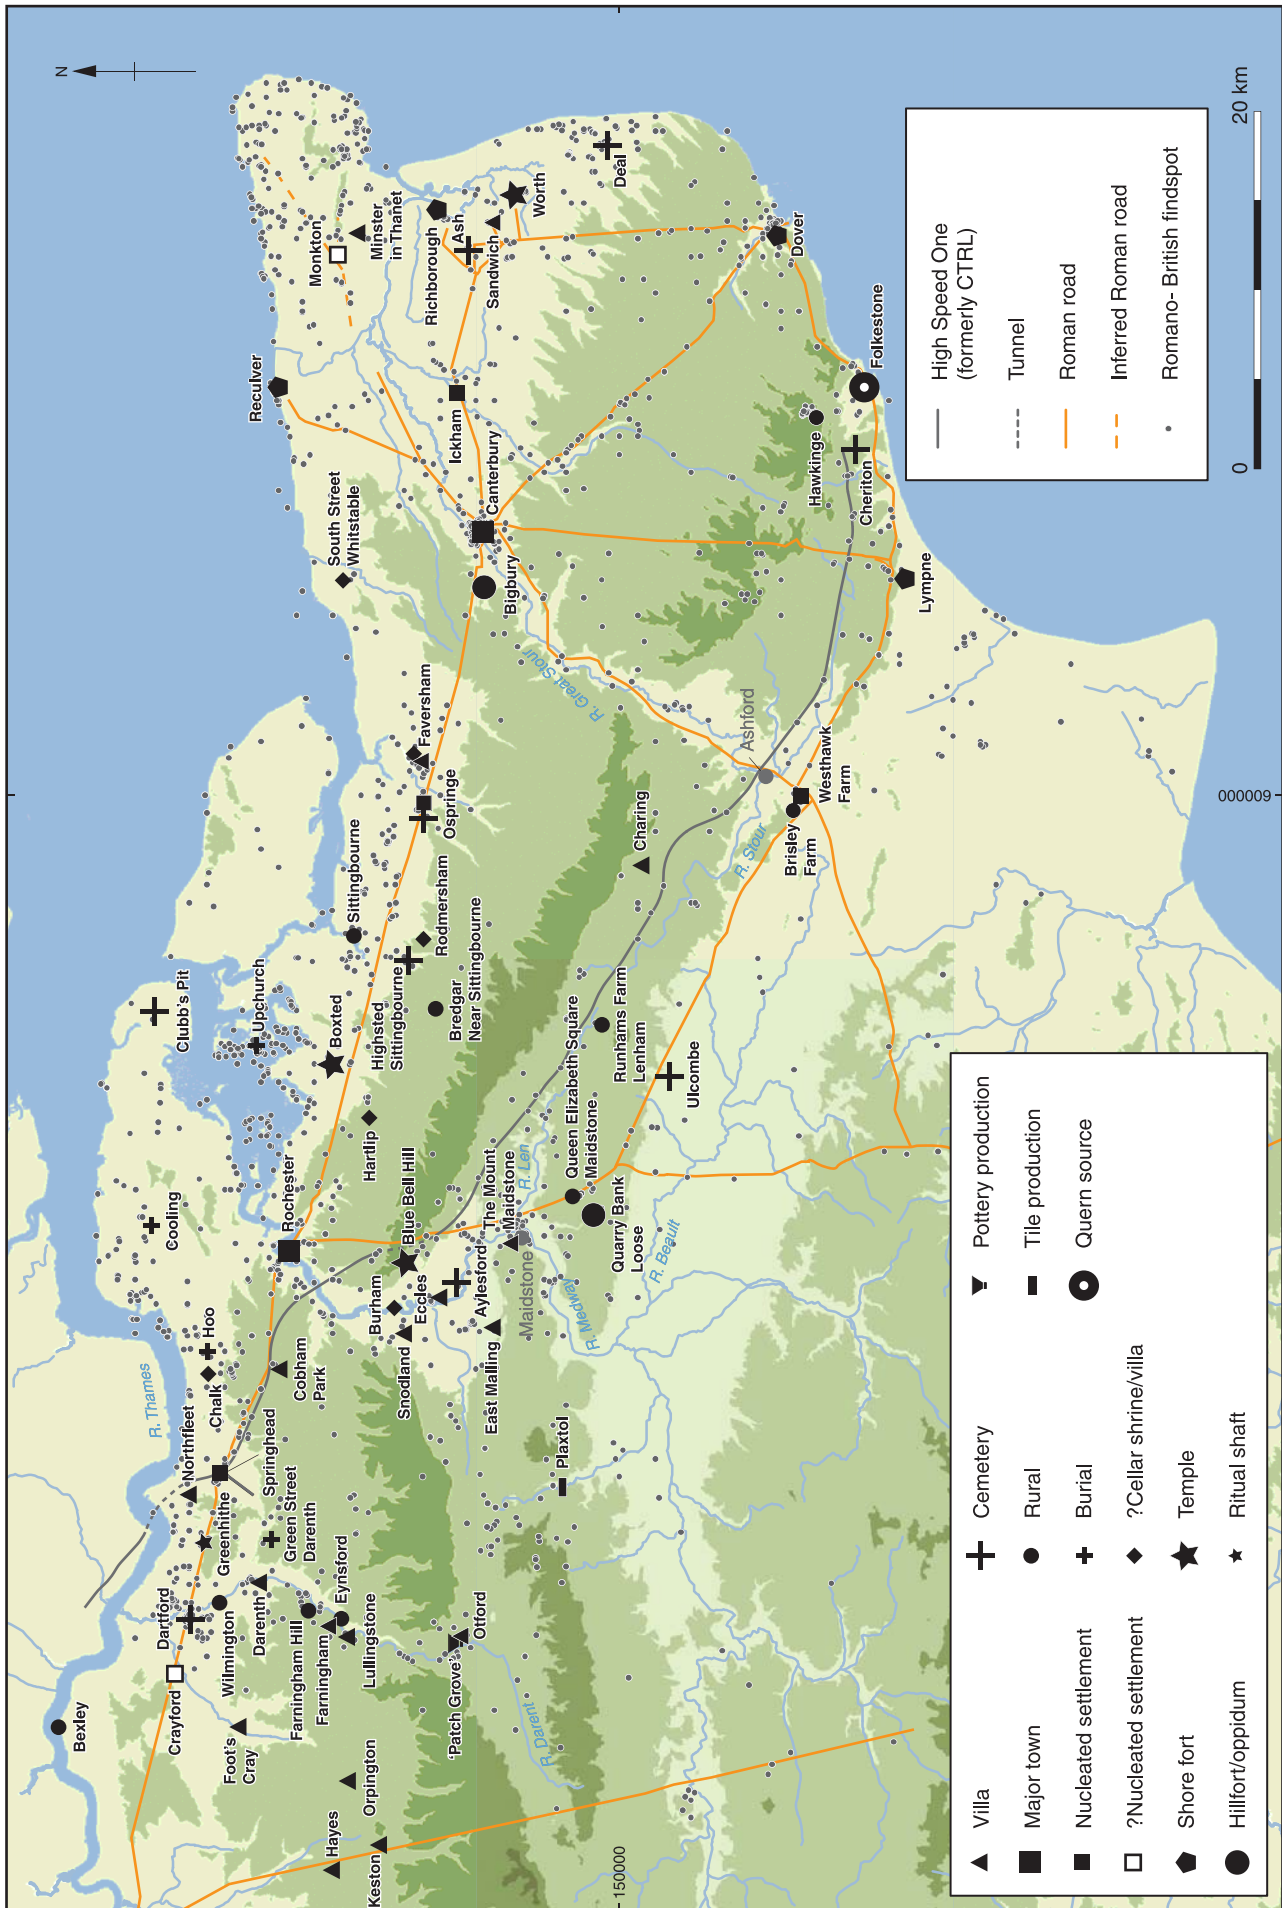 N
Bexley
Crayford
Dartford
Wilmington
Darenth
Foot's
Cray
Farningham Hill
Farningham
Eynsford
Lullingstone
Orpington
Hayes
Keston
'Patch Grove'
Otford
R. Darent
Greenhithe
Northfleet
Springhead
Green Street
Darenth
R. Thames
Chalk
Hoo
Cobham
Park
Cooling
Clubb's Pit
Upchurch
Rochester
Boxted
Hartlip
Burham
Blue Bell Hill
Eccles
Snodland
Aylesford
East Malling
The Mount
Maidstone
Maidstone
R. Len
R. Medway
Plaxtol
Queen Elizabeth Square
Maidstone
Quarry Bank
Loose
R. Beault
Runhams Farm
Lenham
Ulcombe
Sittingbourne
Highsted
Sittingbourne
Rodmersham
Bredgar
Near Sittingbourne
Ospringe
Faversham
Charing
R. Stour
Brisley
Farm
Westhawk
Farm
Ashford
R. Great Stour
South Street
Whitstable
Bigbury
Canterbury
Ickham
Reculver
Monkton
Minster
in Thanet
Richborough
Ash
Sandwich
Worth
Deal
Dover
Folkestone
Hawkinge
Cheriton
Lympne
150000
000009
0
20 km
High Speed One
(formerly CTRL)
Tunnel
Roman road
Inferred Roman road
Romano- British findspot
Villa
Major town
Nucleated settlement
?Nucleated settlement
Shore fort
Hillfort/oppidum
Cemetery
Rural
Burial
?Cellar shrine/villa
Temple
Ritual shaft
Pottery production
Tile production
Quern source